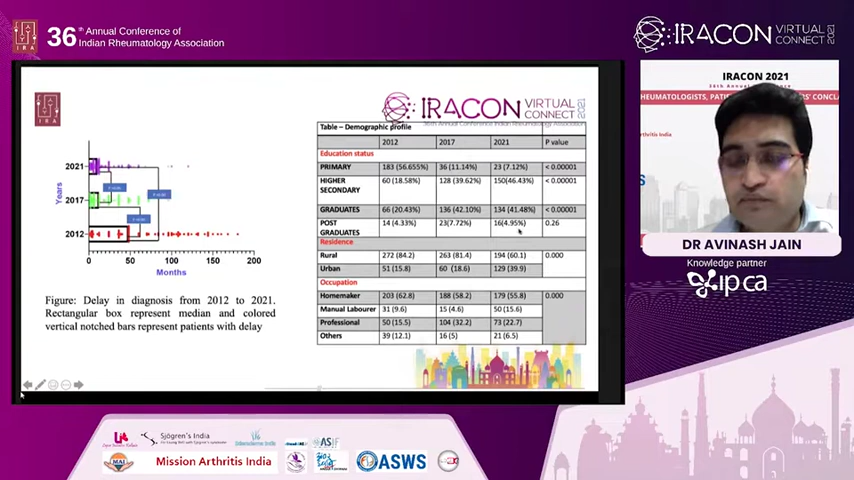 36th Annual Conference of
Indian Rheumatology Association
IRA
IRACON VIRTUAL CONNECT 2021
IRACON VIRTUAL CONNECT 2021
IRACON 2021
Years
2021
2017
2012
0 50 100 150 200
Months
Figure: Delay in diagnosis from 2012 to 2021.
Rectangular box represent median and colored
vertical notched bars represent patients with delay
Table – Demographic profile
2012 2017 2021 P value
Education status
PRIMARY 183 (56.655%) 36 (11.14%) 23 (7.12%) < 0.00001
HIGHER SECONDARY 60 (18.58%) 128 (39.62%) 150(46.43%) < 0.00001
GRADUATES 66 (20.43%) 136 (42.10%) 134 (41.48%) < 0.00001
POST GRADUATES 14 (4.33%) 23(7.72%) 16(4.95%) 0.26
Residence
Rural 272 (84.2) 263 (81.4) 194 (60.1) 0.000
Urban 51 (15.8) 60 (18.6) 129 (39.9)
Occupation
Homemaker 203 (62.8) 188 (58.2) 179 (55.8) 0.000
Manual Labourer 31 (9.6) 15 (4.6) 50 (15.6)
Professional 50 (15.5) 104 (32.2) 73 (22.7)
Others 39 (12.1) 16 (5) 21 (6.5)
DR AVINASH JAIN
Knowledge partner
ipca
Sjögren's India
Mission Arthritis India
MAI
ASIF
ASWS